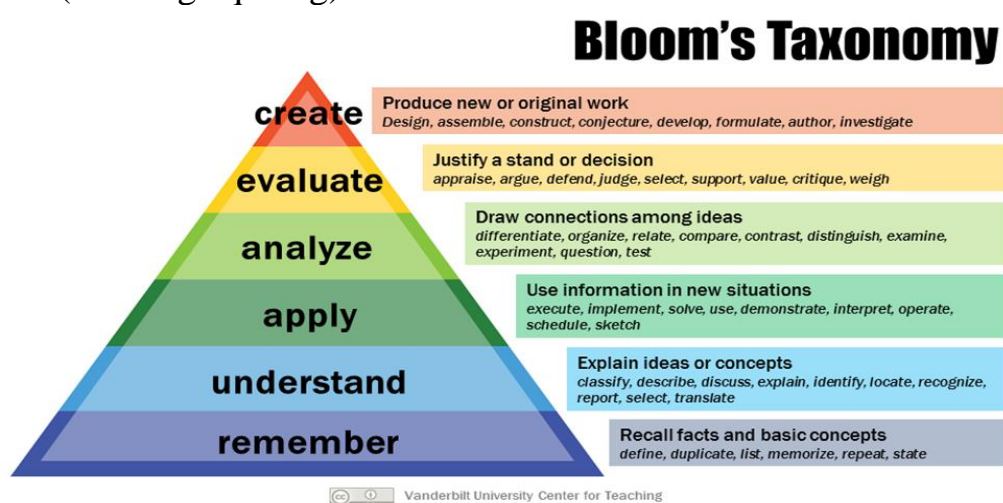 Bloom's Taxonomy
create
Produce new or original work
Design, assemble, construct, conjecture, develop, formulate, author, investigate
evaluate
Justify a stand or decision
appraise, argue, defend, judge, select, support, value, critique, weigh
analyze
Draw connections among ideas
differentiate, organize, relate, compare, contrast, distinguish, examine,
experiment, question, test
apply
Use information in new situations
execute, implement, solve, use, demonstrate, interpret, operate,
schedule, sketch
understand
Explain ideas or concepts
classify, describe, discuss, explain, identify, locate, recognize,
report, select, translate
remember
Recall facts and basic concepts
define, duplicate, list, memorize, repeat, state
cc Vanderbilt University Center for Teaching